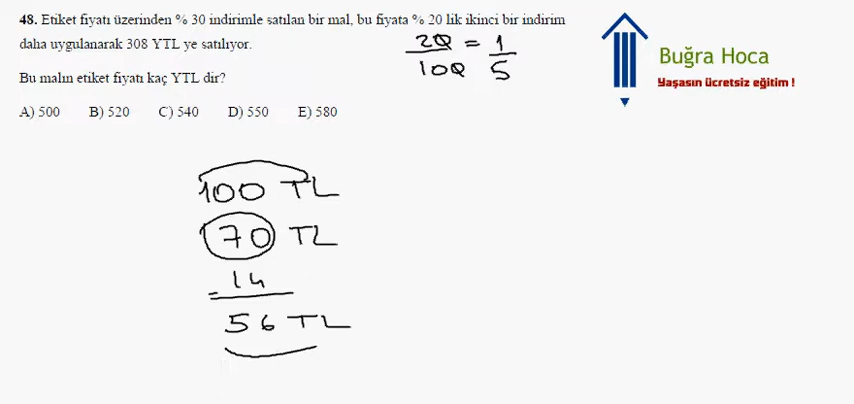 48. Etiket fiyatı üzerinden % 30 indirimle satılan bir mal, bu fiyata % 20 lik ikinci bir indirim
daha uygulanarak 308 YTL ye satılıyor.
20/100 = 1/5
Bu malın etiket fiyatı kaç YTL dir?
A) 500 B) 520 C) 540 D) 550 E) 580
Buğra Hoca
Yaşasın ücretsiz eğitim !
100 TL
70 TL
14
56 TL